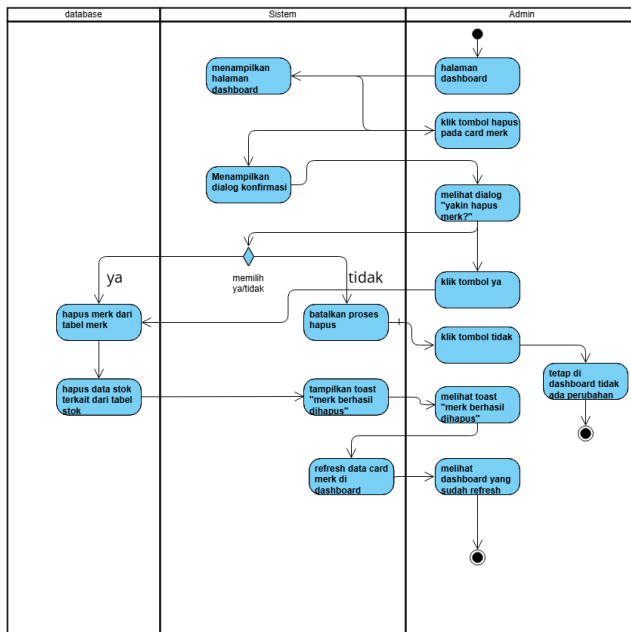 database
Sistem
Admin
menampilkan
halaman
dashboard
halaman
dashboard
klik tombol hapus
pada card merk
Menampilkan
dialog konfirmasi
melihat dialog
"yakin hapus
merk?"
ya
memilih
ya/tidak
tidak
klik tombol ya
hapus merk dari
tabel merk
batalkan proses
hapus
klik tombol tidak
tetap di
dashboard tidak
ada perubahan
hapus data stok
terkait dari tabel
stok
tampilkan toast
"merk berhasil
dihapus"
melihat toast
"merk berhasil
dihapus"
refresh data card
merk di
dashboard
melihat
dashboard yang
sudah refresh